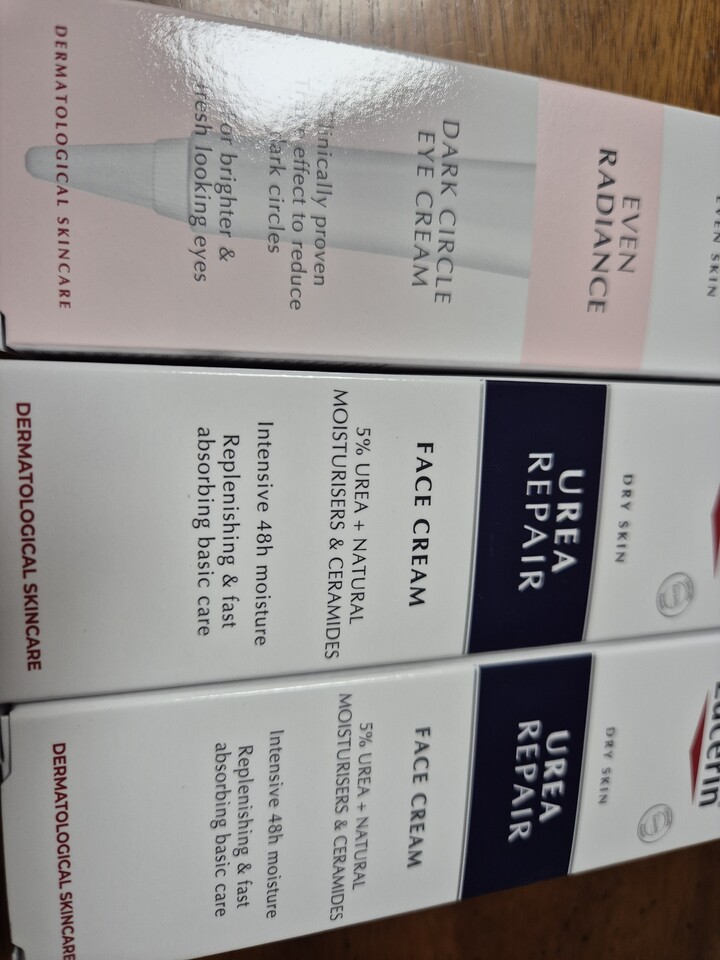 EVEN SKIN
EVEN
RADIANCE
DARK CIRCLE
EYE CREAM
Clinically proven
effect to reduce
dark circles
for brighter &
fresh looking eyes
DERMATOLOGICAL SKINCARE
DRY SKIN
UREA
REPAIR
FACE CREAM
5% UREA + NATURAL
MOISTURISERS & CERAMIDES
Intensive 48h moisture
Replenishing & fast
absorbing basic care
DERMATOLOGICAL SKINCARE
Eucerin
DRY SKIN
UREA
REPAIR
FACE CREAM
5% UREA + NATURAL
MOISTURISERS & CERAMIDES
Intensive 48h moisture
Replenishing & fast
absorbing basic care
DERMATOLOGICAL SKINCARE